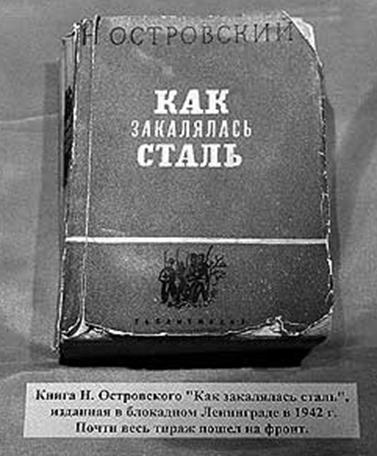 Н. ОСТРОВСКИЙ
КАК
ЗАКАЛЯЛАСЬ
СТАЛЬ
Книга Н. Островского "Как закалялась сталь",
изданная в блокадном Ленинграде в 1942 г.
Почти весь тираж пошел на фронт.